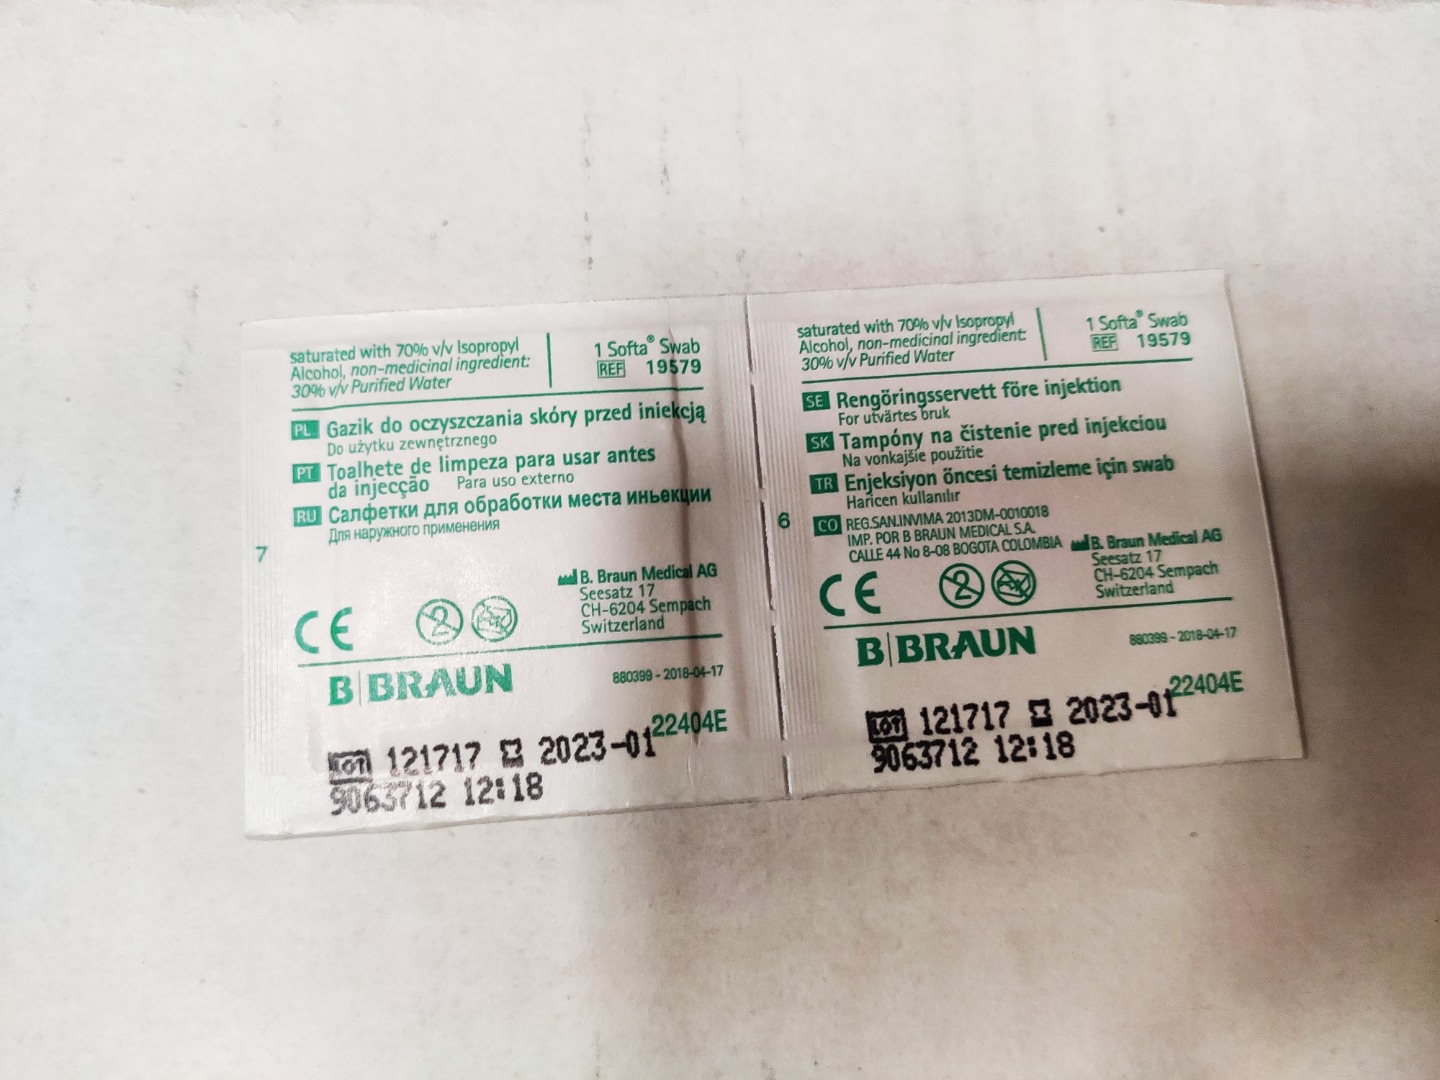 saturated with 70% v/v Isopropyl
Alcohol, non-medicinal ingredient:
30% v/v Purified Water
1 Softa® Swab
REF 19579
PL Gazik do oczyszczania skóry przed iniekcją
Do użytku zewnętrznego
PT Toalhete de limpeza para usar antes
da injecção Para uso externo
RU Салфетки для обработки места иньекции
Для наружного применения
7
B. Braun Medical AG
Seesatz 17
CH-6204 Sempach
Switzerland
CE
2
B|BRAUN
880399 - 2018-04-17
22404E
LOT 121717 2023-01
9063712 12:18
saturated with 70% v/v Isopropyl
Alcohol, non-medicinal ingredient:
30% v/v Purified Water
1 Softa® Swab
REF 19579
SE Rengöringsservett före injektion
For utvärtes bruk
SK Tampóny na čistenie pred injekciou
Na vonkajšie použitie
TR Enjeksiyon öncesi temizleme için swab
Haricen kullanılır
6
CO REG.SAN.INVIMA 2013DM-0010018
IMP. POR B BRAUN MEDICAL S.A.
CALLE 44 No 8-08 BOGOTA COLOMBIA
B. Braun Medical AG
Seesatz 17
CH-6204 Sempach
Switzerland
CE
2
B|BRAUN
880399 - 2018-04-17
22404E
LOT 121717 2023-01
9063712 12:18